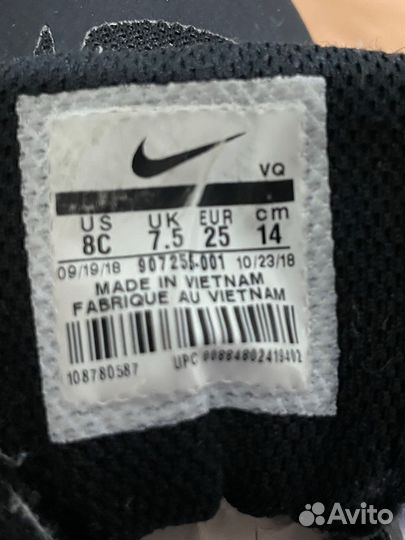 VQ
US UK EUR cm
8C 7.5 25 14
09/19/18 907255-001 10/23/18
MADE IN VIETNAM
FABRIQUE AU VIETNAM
108780587
UPC
Avito